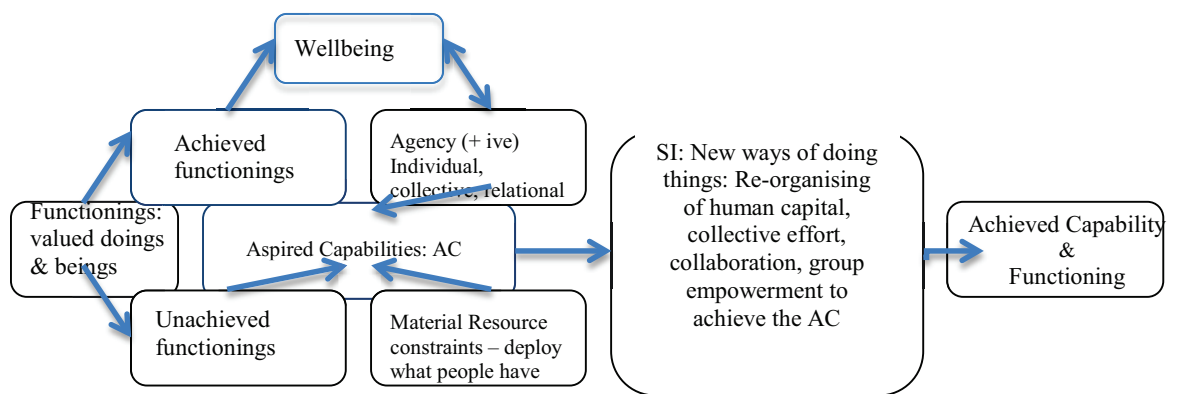 Wellbeing
Achieved
functionings
Agency (+ ive)
Individual,
collective, relational
Functionings:
valued doings
& beings
Aspired Capabilities: AC
Unachieved
functionings
Material Resource
constraints – deploy
what people have
SI: New ways of doing
things: Re-organising
of human capital,
collective effort,
collaboration, group
empowerment to
achieve the AC
Achieved Capability
&
Functioning